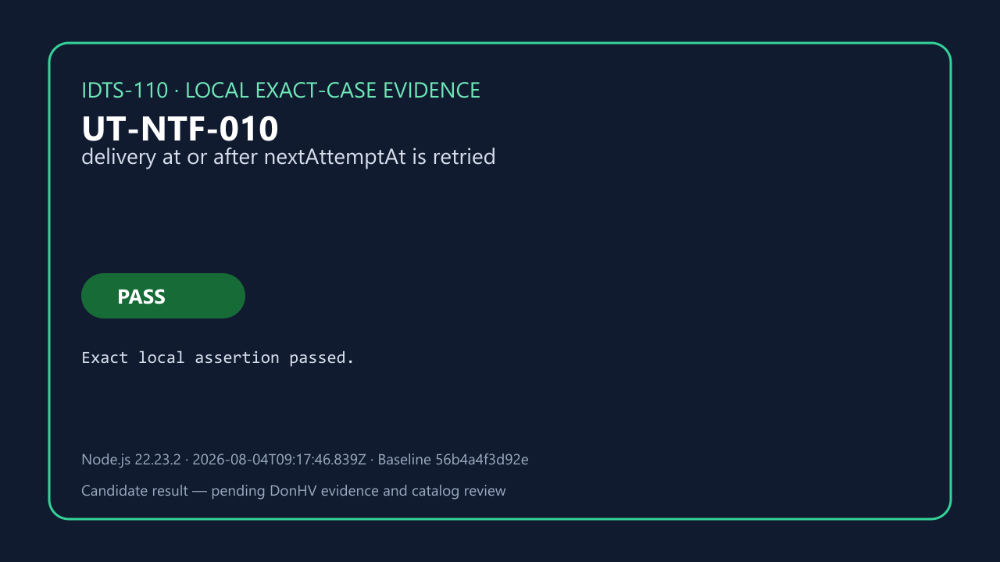 IDTS-110 · LOCAL EXACT-CASE EVIDENCE
UT-NTF-010
delivery at or after nextAttemptAt is retried
PASS
Exact local assertion passed.
Node.js 22.23.2 · 2026-08-04T09:17:46.839Z · Baseline 56b4a4f3d92e
Candidate result — pending DonHV evidence and catalog review